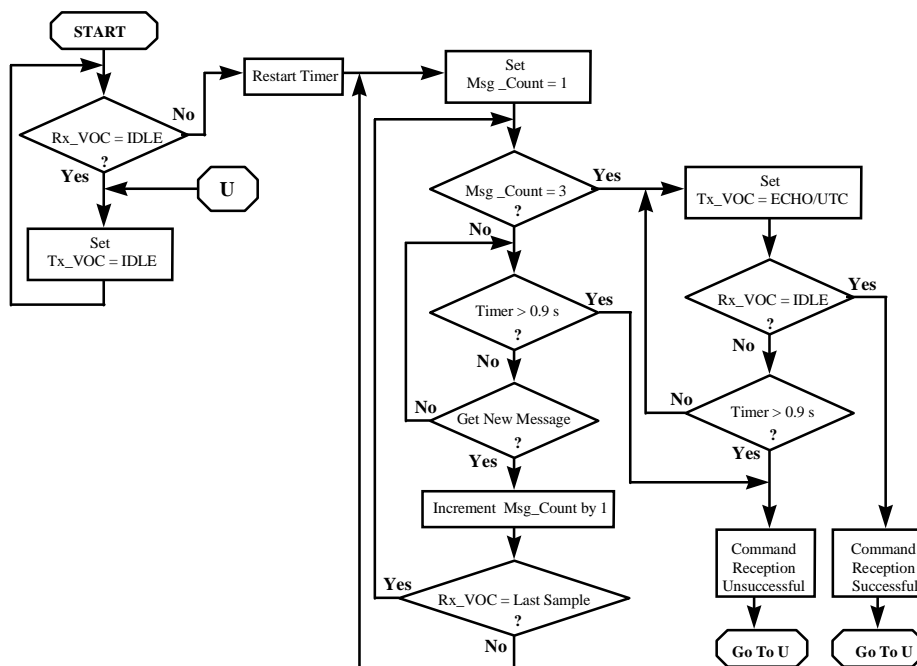 START
Rx_VOC = IDLE
?
No
Yes
U
Set
Tx_VOC = IDLE
Restart Timer
Set
Msg _Count = 1
Msg _Count = 3
?
Yes
No
Timer > 0.9 s
?
Yes
No
Get New Message
?
No
Yes
Increment Msg_Count by 1
Rx_VOC = Last Sample
?
Yes
No
Set
Tx_VOC = ECHO/UTC
Rx_VOC = IDLE
?
Yes
No
Timer > 0.9 s
?
No
Yes
Command
Reception
Unsuccessful
Go To U
Command
Reception
Successful
Go To U